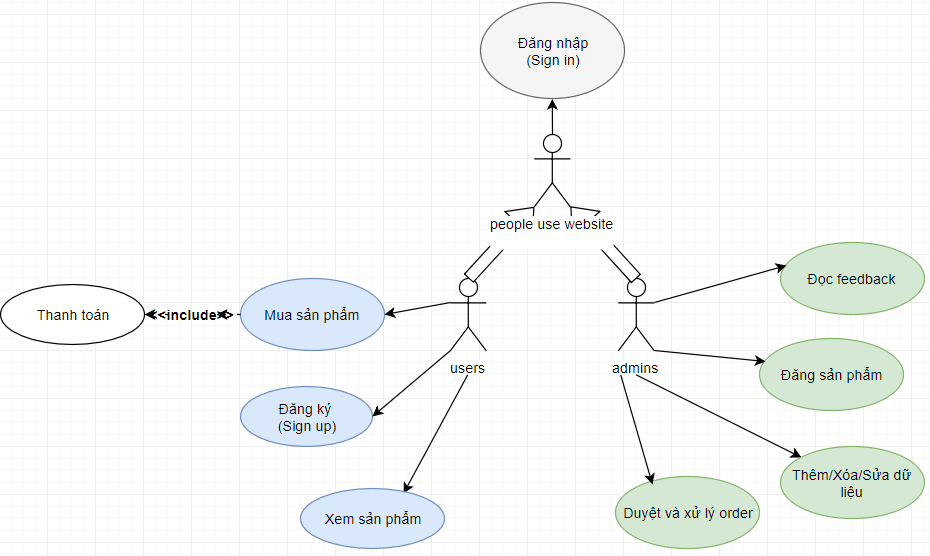 Đăng nhập
(Sign in)
people use website
Đọc feedback
Thanh toán
<<include>>
Mua sản phẩm
users
admins
Đăng sản phẩm
Đăng ký
(Sign up)
Thêm/Xóa/Sửa dữ
liệu
Xem sản phẩm
Duyệt và xử lý order